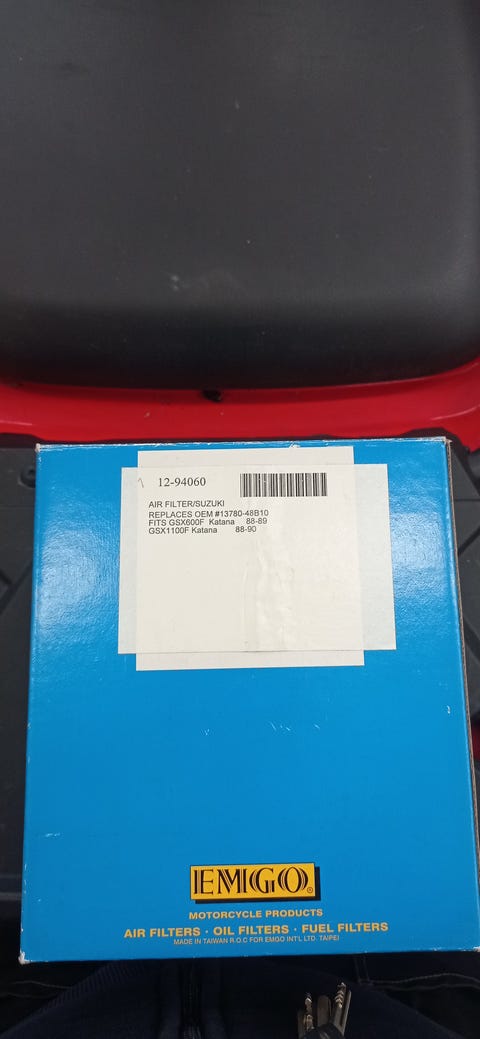 12-94060
AIR FILTER/SUZUKI
REPLACES OEM #13780-48B10
FITS GSX600F Katana 88-89
GSX1100F Katana 88-90
EMGO®
MOTORCYCLE PRODUCTS
AIR FILTERS · OIL FILTERS · FUEL FILTERS
MADE IN TAIWAN R.O.C FOR EMGO INT'L LTD. TAIPEI